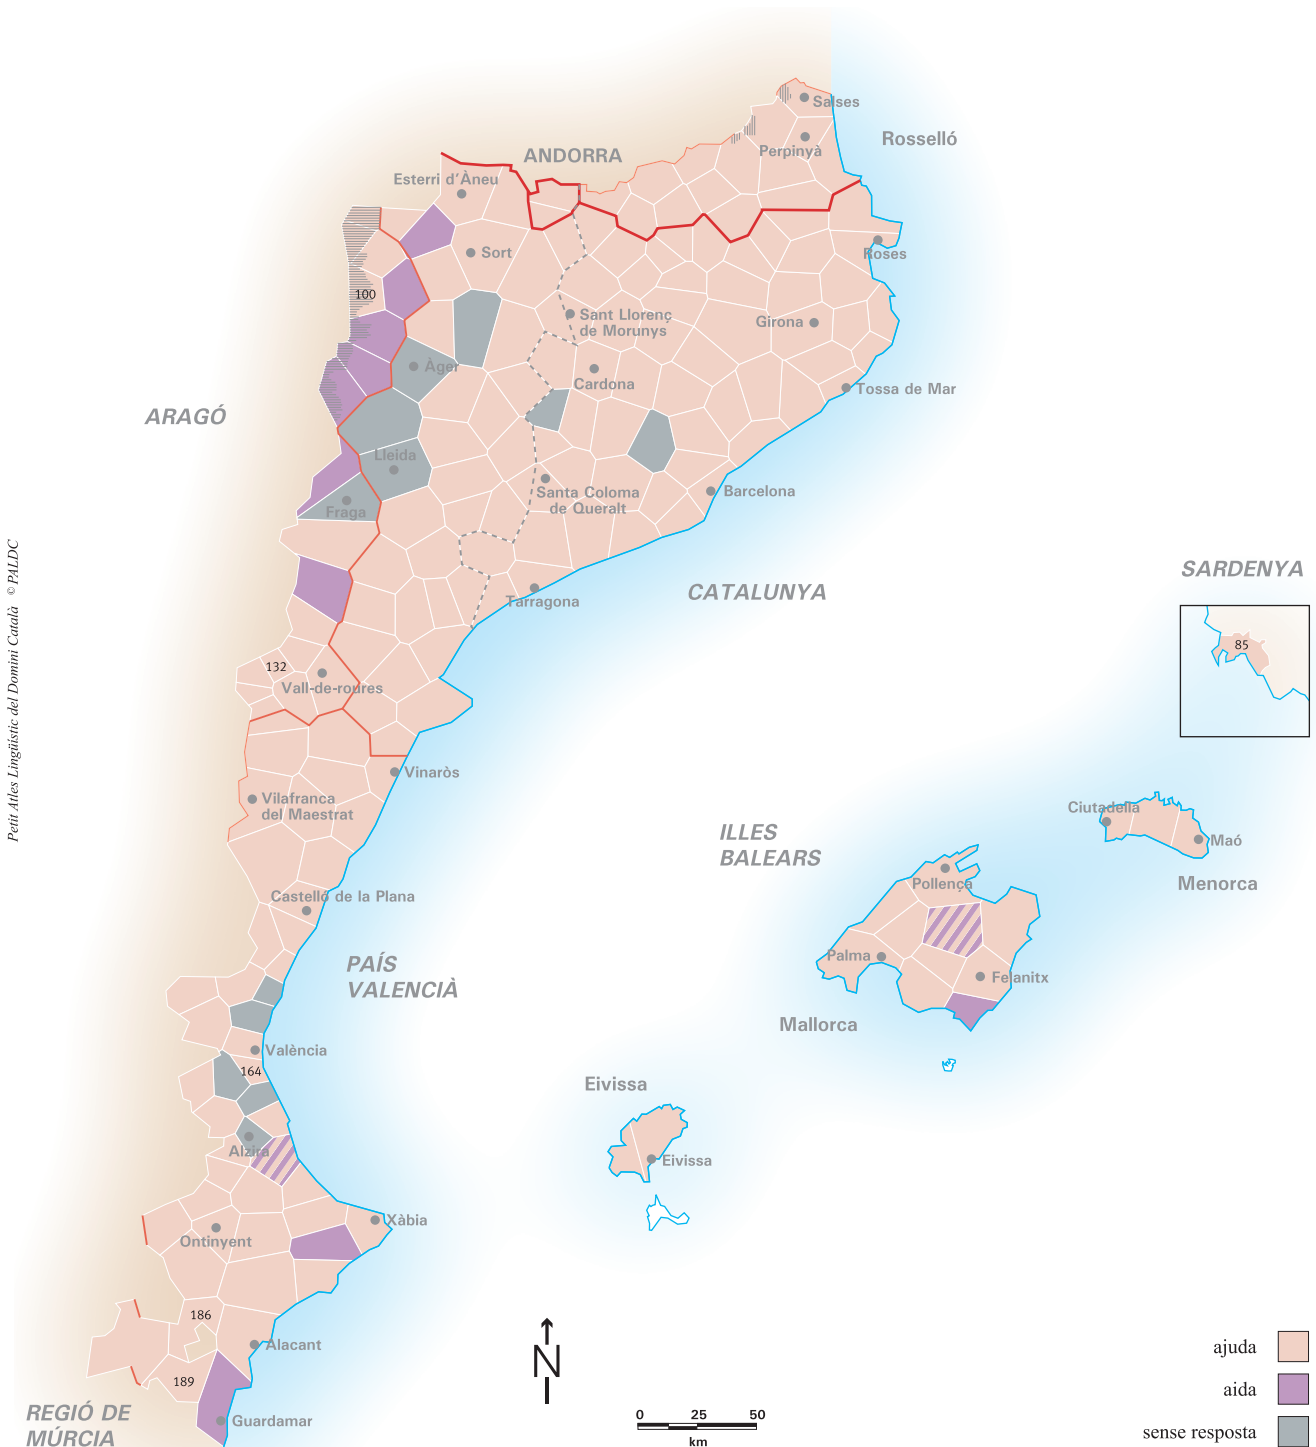 Salses
Rosselló
Perpinyà
ANDORRA
Esterri d'Àneu
Sort
Roses
100
Sant Llorenç
de Morunys
Girona
Àger
Cardona
Tossa de Mar
ARAGÓ
Lleida
Santa Coloma
de Queralt
Barcelona
Fraga
Petit Atles Lingüístic del Domini Català © PALDC
CATALUNYA
SARDENYA
Tarragona
85
132
Vall-de-roures
Vinaròs
Vilafranca
del Maestrat
ILLES
BALEARS
Ciutadella
Maó
Menorca
Pollença
Castelló de la Plana
Palma
Felanitx
PAÍS
VALENCIÀ
Mallorca
València
164
Eivissa
Alzira
Eivissa
Xàbia
Ontinyent
186
Alacant
189
Guardamar
REGIÓ DE
MÚRCIA
N
0 25 50
km
ajuda
aida
sense resposta